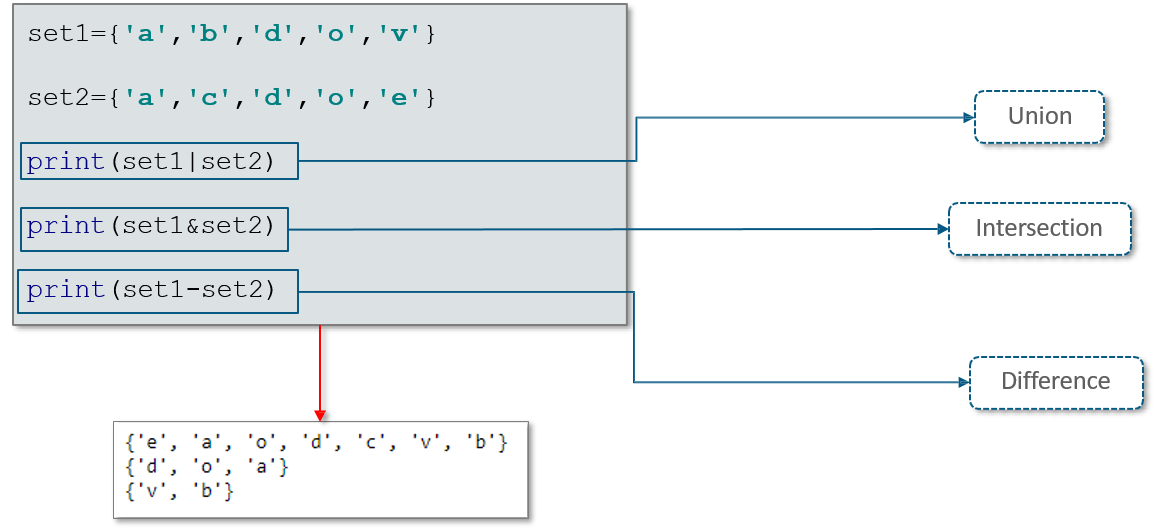 set1={'a','b','d','o','v'}
set2={'a','c','d','o','e'}
print(set1|set2)
print(set1&set2)
print(set1-set2)
Union
Intersection
Difference
{'e', 'a', 'o', 'd', 'c', 'v', 'b'}
{'d', 'o', 'a'}
{'v', 'b'}